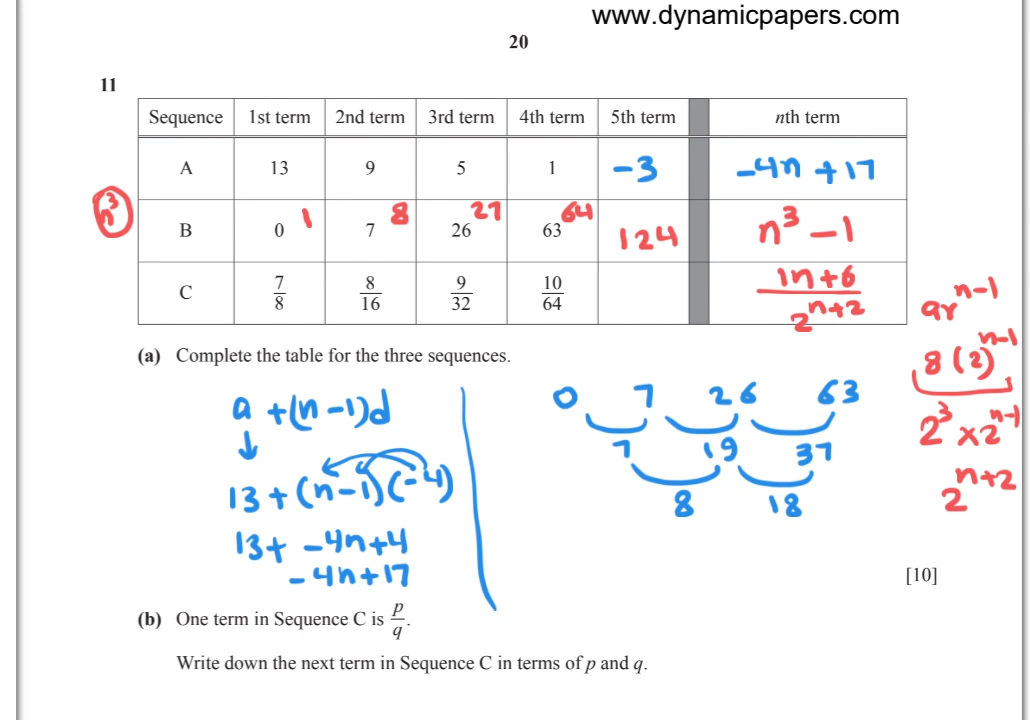 www.dynamicpapers.com
20
11
Sequence 1st term 2nd term 3rd term 4th term 5th term nth term
A 13 9 5 1 -3 -4n +17
n³ B 0 1 7 8 26 27 63 64 124 n³ -1
C 7/8 8/16 9/32 10/64 1n+6/2^(n+2)
ar^(n-1)
8(2)^(n-1)
2³ x2^(n-1)
2^(n+2)
(a) Complete the table for the three sequences.
a +(n-1)d
13+(n-1)(-4)
13+ -4n+4
-4n+17
0 7 26 63
7 19 37
8 18
[10]
(b) One term in Sequence C is p/q.
Write down the next term in Sequence C in terms of p and q.